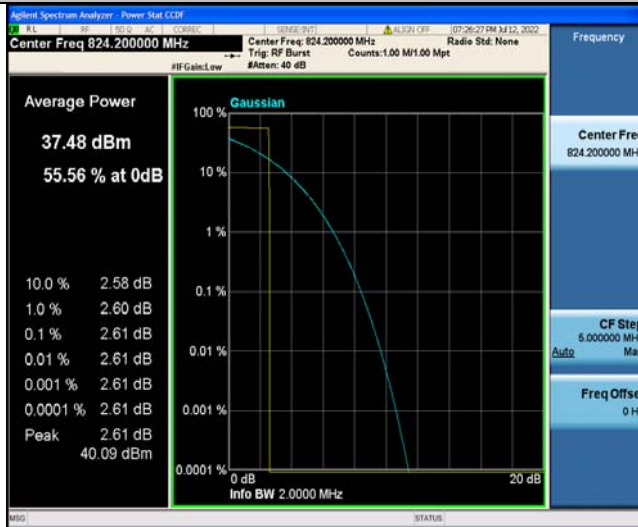 Agilent Spectrum Analyzer - Power Stat CCDF
RL RF 50 Ω AC CORREC SENSE:INT ALIGN OFF 07:26:27 PM Jul 12, 2022
Center Freq 824.200000 MHz
Center Freq: 824.200000 MHz Radio Std: None
Trig: RF Burst Counts:1.00 M/1.00 Mpt
#IFGain:Low #Atten: 40 dB
Frequency
Average Power
37.48 dBm
55.56 % at 0dB
10.0 % 2.58 dB
1.0 % 2.60 dB
0.1 % 2.61 dB
0.01 % 2.61 dB
0.001 % 2.61 dB
0.0001 % 2.61 dB
Peak 2.61 dB
40.09 dBm
Gaussian
100 %
10 %
1 %
0.1 %
0.01 %
0.001 %
0.0001 %
0 dB 20 dB
Info BW 2.0000 MHz
Center Fre
824.200000 MH
CF Step
5.000000 MH
Auto Ma
Freq Offse
0 H
MSG STATUS